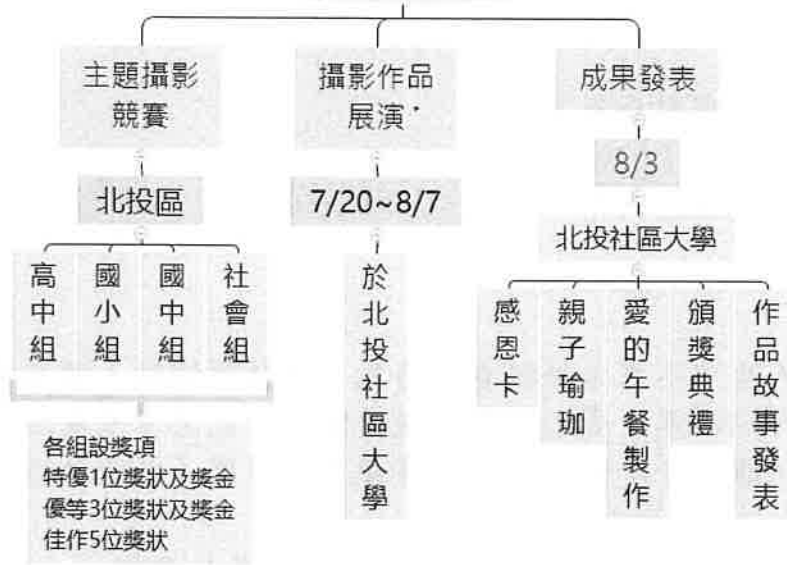 主題攝影
競賽
攝影作品
展演
成果發表
8/3
北投區
7/20~8/7
北投社區大學
高中組
國小組
國中組
社會組
於北投社區大學
感恩卡
親子瑜珈
愛的午餐製作
頒獎典禮
作品故事發表
各組設獎項
特優1位獎狀及獎金
優等3位獎狀及獎金
佳作5位獎狀